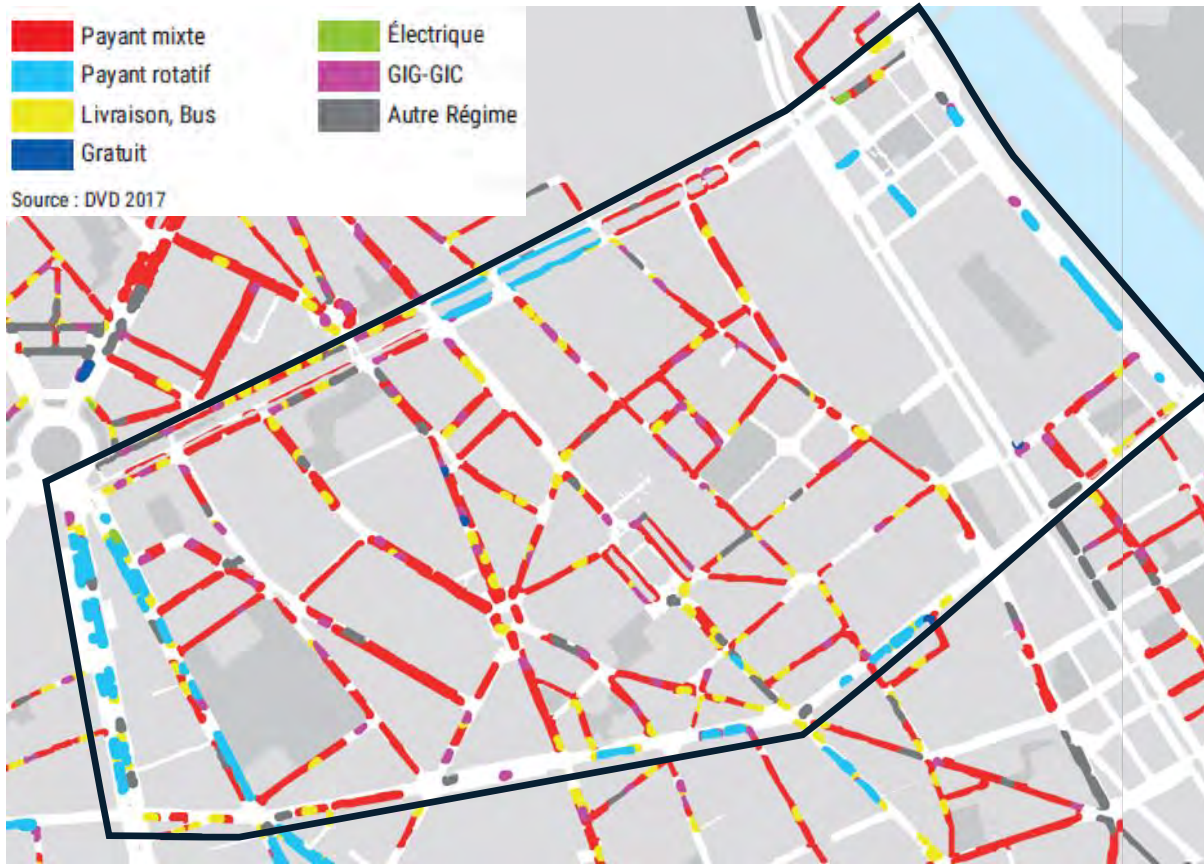 Payant mixte
Payant rotatif
Livraison, Bus
Gratuit
Électrique
GIG-GIC
Autre Régime
Source : DVD 2017